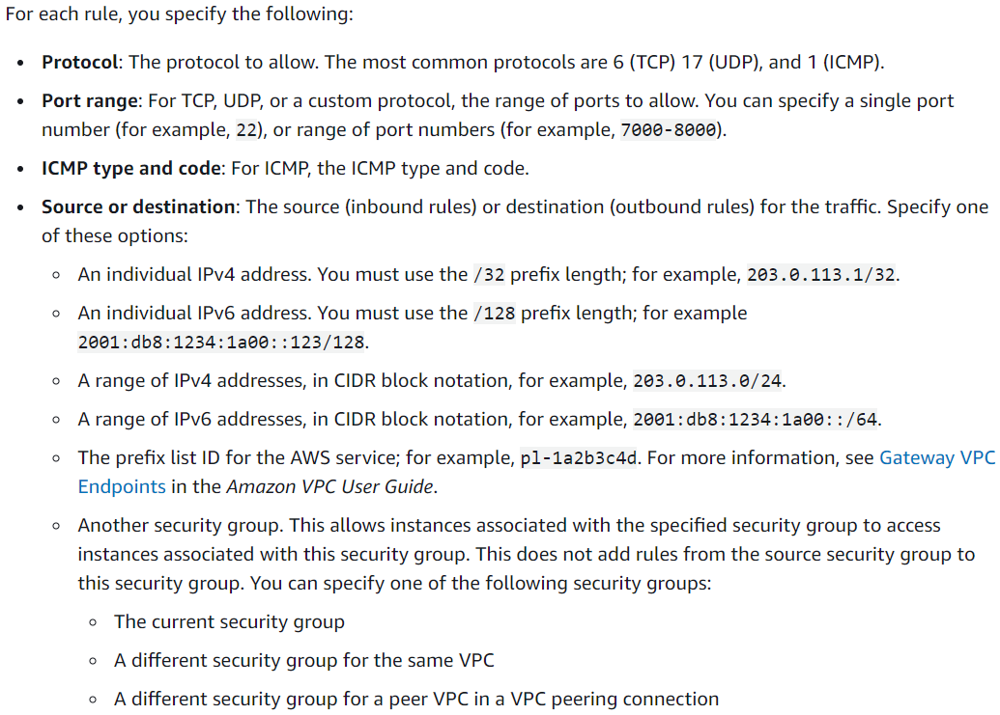 For each rule, you specify the following:
• Protocol: The protocol to allow. The most common protocols are 6 (TCP) 17 (UDP), and 1 (ICMP).
• Port range: For TCP, UDP, or a custom protocol, the range of ports to allow. You can specify a single port
number (for example, 22), or range of port numbers (for example, 7000-8000).
• ICMP type and code: For ICMP, the ICMP type and code.
• Source or destination: The source (inbound rules) or destination (outbound rules) for the traffic. Specify one
of these options:
◦ An individual IPv4 address. You must use the /32 prefix length; for example, 203.0.113.1/32.
◦ An individual IPv6 address. You must use the /128 prefix length; for example
2001:db8:1234:1a00::123/128.
◦ A range of IPv4 addresses, in CIDR block notation, for example, 203.0.113.0/24.
◦ A range of IPv6 addresses, in CIDR block notation, for example, 2001:db8:1234:1a00::/64.
◦ The prefix list ID for the AWS service; for example, pl-1a2b3c4d. For more information, see Gateway VPC
Endpoints in the Amazon VPC User Guide.
◦ Another security group. This allows instances associated with the specified security group to access
instances associated with this security group. This does not add rules from the source security group to
this security group. You can specify one of the following security groups:
◦ The current security group
◦ A different security group for the same VPC
◦ A different security group for a peer VPC in a VPC peering connection